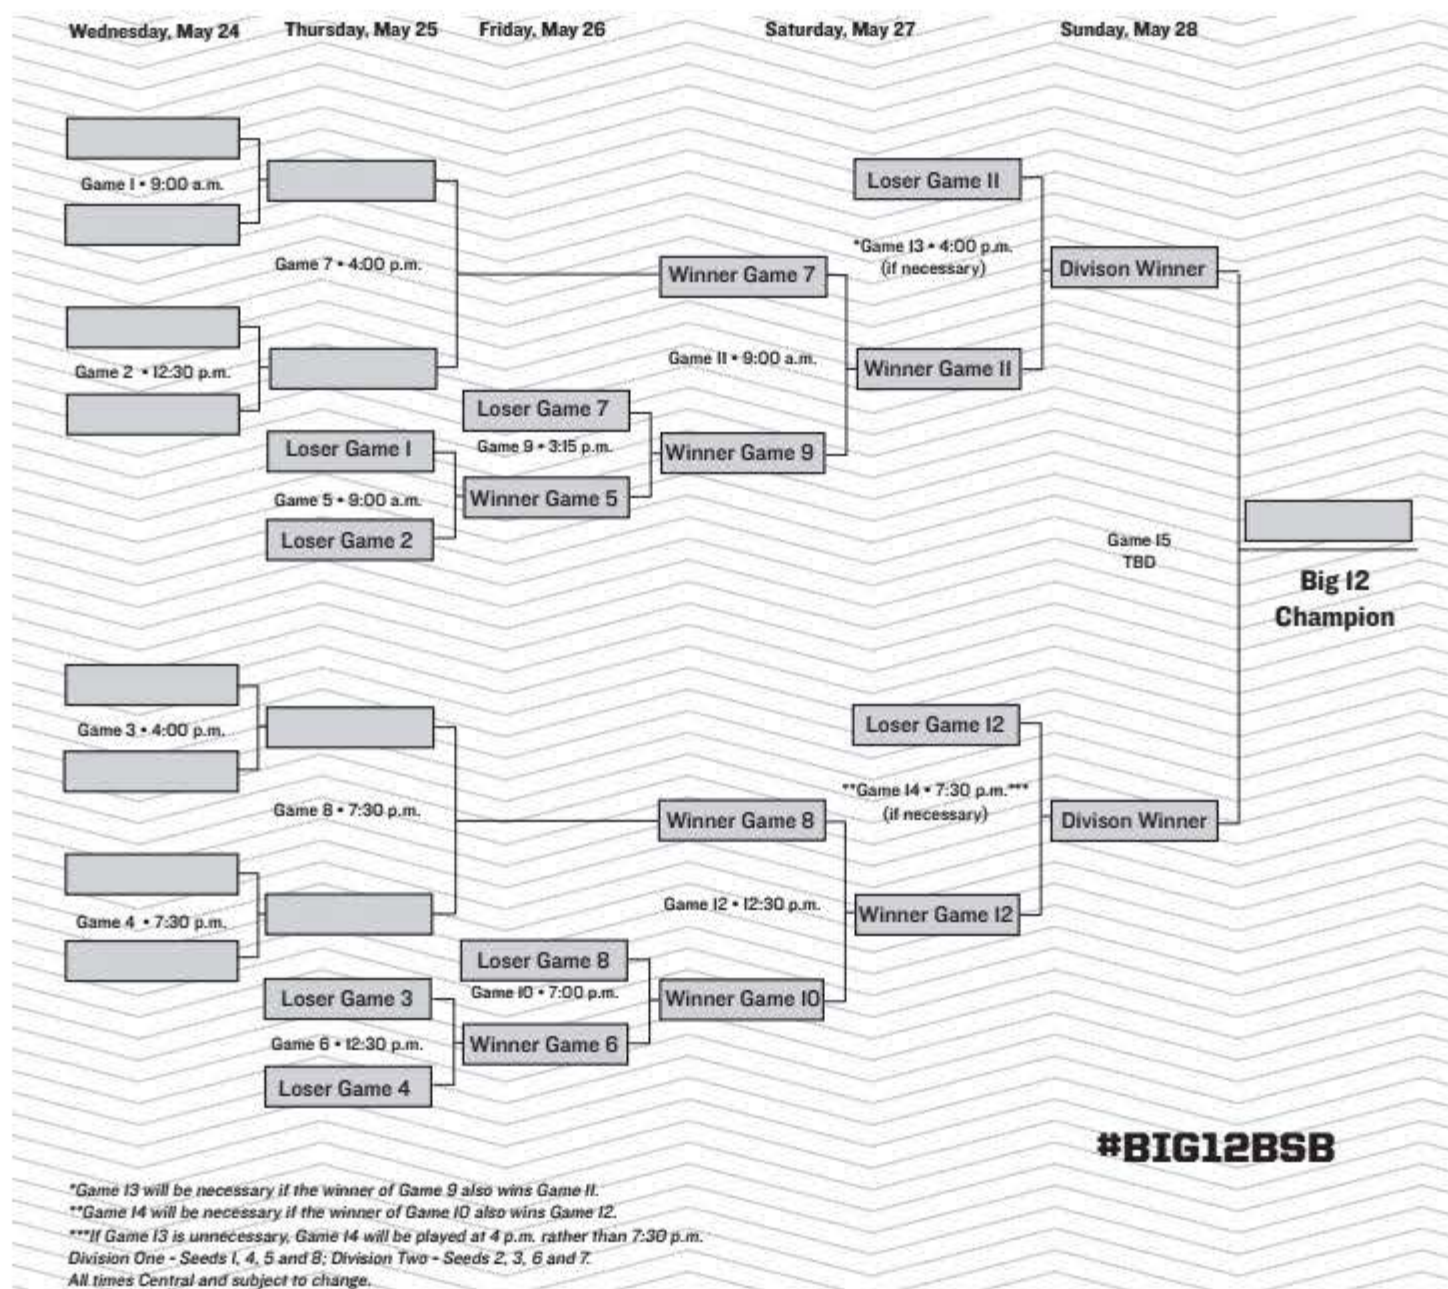 Wednesday, May 24
Thursday, May 25
Friday, May 26
Saturday, May 27
Sunday, May 28
Game 1 • 9:00 a.m.
Game 7 • 4:00 p.m.
Game 2 • 12:30 p.m.
Loser Game 1
Game 5 • 9:00 a.m.
Loser Game 2
Loser Game 7
Game 9 • 3:15 p.m.
Winner Game 5
Winner Game 7
Game 11 • 9:00 a.m.
Winner Game 9
Loser Game 11
*Game 13 • 4:00 p.m.
(if necessary)
Winner Game 11
Divison Winner
Game 15
TBD
Big 12
Champion
Game 3 • 4:00 p.m.
Game 8 • 7:30 p.m.
Game 4 • 7:30 p.m.
Loser Game 3
Game 6 • 12:30 p.m.
Loser Game 4
Loser Game 8
Game 10 • 7:00 p.m.
Winner Game 6
Winner Game 8
Game 12 • 12:30 p.m.
Winner Game 10
Loser Game 12
**Game 14 • 7:30 p.m.***
(if necessary)
Winner Game 12
Divison Winner
#BIG12BSB
*Game 13 will be necessary if the winner of Game 9 also wins Game 11.
**Game 14 will be necessary if the winner of Game 10 also wins Game 12.
***If Game 13 is unnecessary, Game 14 will be played at 4 p.m. rather than 7:30 p.m.
Division One - Seeds 1, 4, 5 and 8; Division Two - Seeds 2, 3, 6 and 7.
All times Central and subject to change.